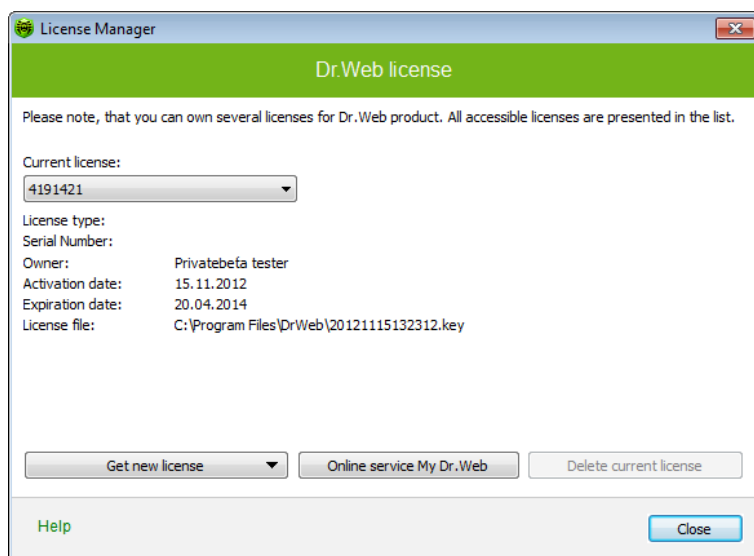 License Manager
Dr.Web license
Please note, that you can own several licenses for Dr.Web product. All accessible licenses are presented in the list.
Current license:
4191421
License type:
Serial Number:
Owner: Privatebeta tester
Activation date: 15.11.2012
Expiration date: 20.04.2014
License file: C:\Program Files\DrWeb\20121115132312.key
Get new license Online service My Dr.Web Delete current license
Help Close